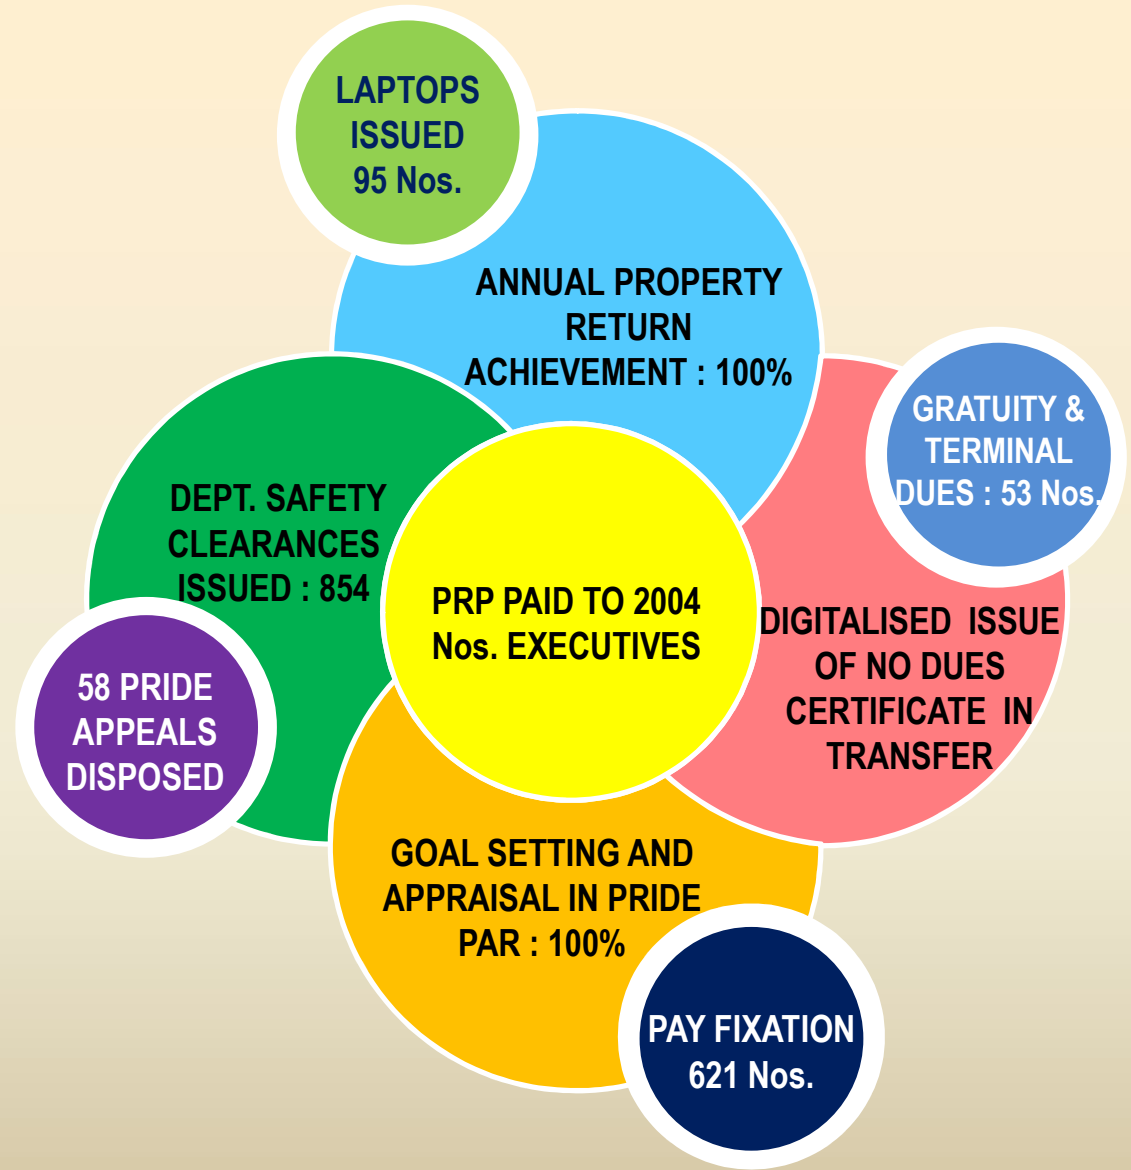 LAPTOPS
ISSUED
95 Nos.
ANNUAL PROPERTY
RETURN
ACHIEVEMENT : 100%
GRATUITY &
TERMINAL
DUES : 53 Nos.
DEPT. SAFETY
CLEARANCES
ISSUED : 854
PRP PAID TO 2004
Nos. EXECUTIVES
DIGITALISED ISSUE
OF NO DUES
CERTIFICATE IN
TRANSFER
58 PRIDE
APPEALS
DISPOSED
GOAL SETTING AND
APPRAISAL IN PRIDE
PAR : 100%
PAY FIXATION
621 Nos.